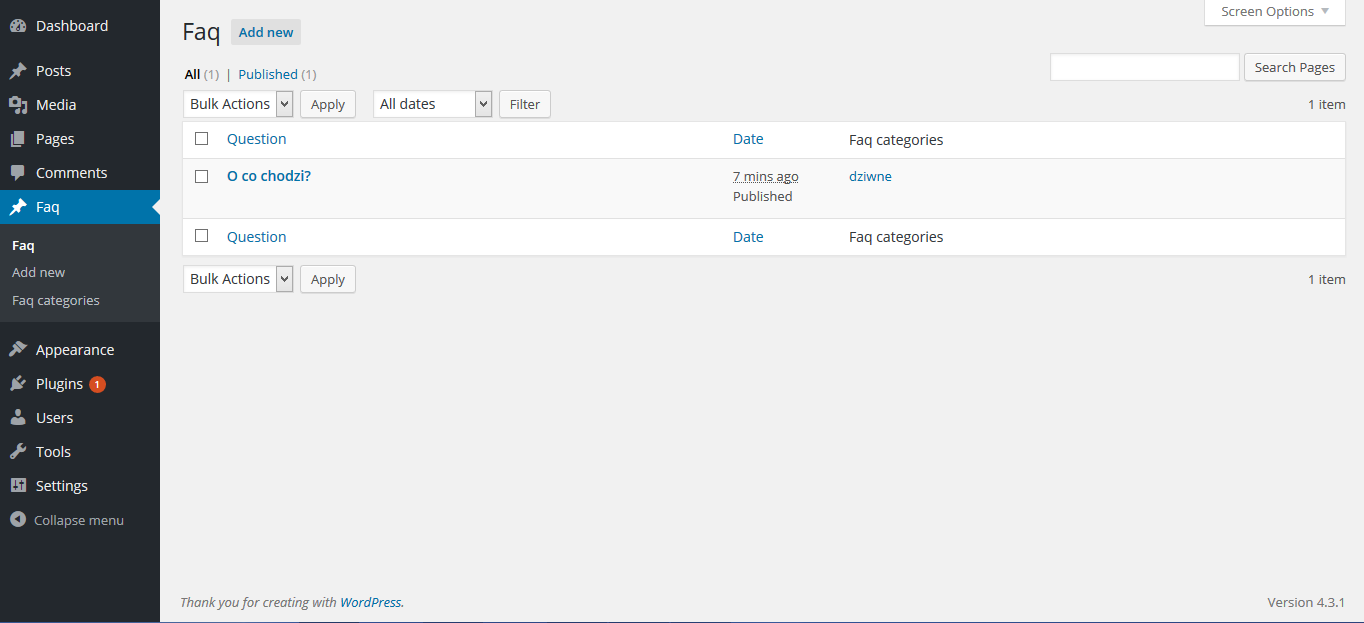 Dashboard
Posts
Media
Pages
Comments
Faq
Faq
Add new
Faq categories
Appearance
Plugins 1
Users
Tools
Settings
Collapse menu
Screen Options
Faq Add new
All (1) | Published (1)
Search Pages
Bulk Actions Apply All dates Filter 1 item
Question Date Faq categories
O co chodzi? 7 mins ago dziwne
Published
Question Date Faq categories
Bulk Actions Apply 1 item
Thank you for creating with WordPress. Version 4.3.1